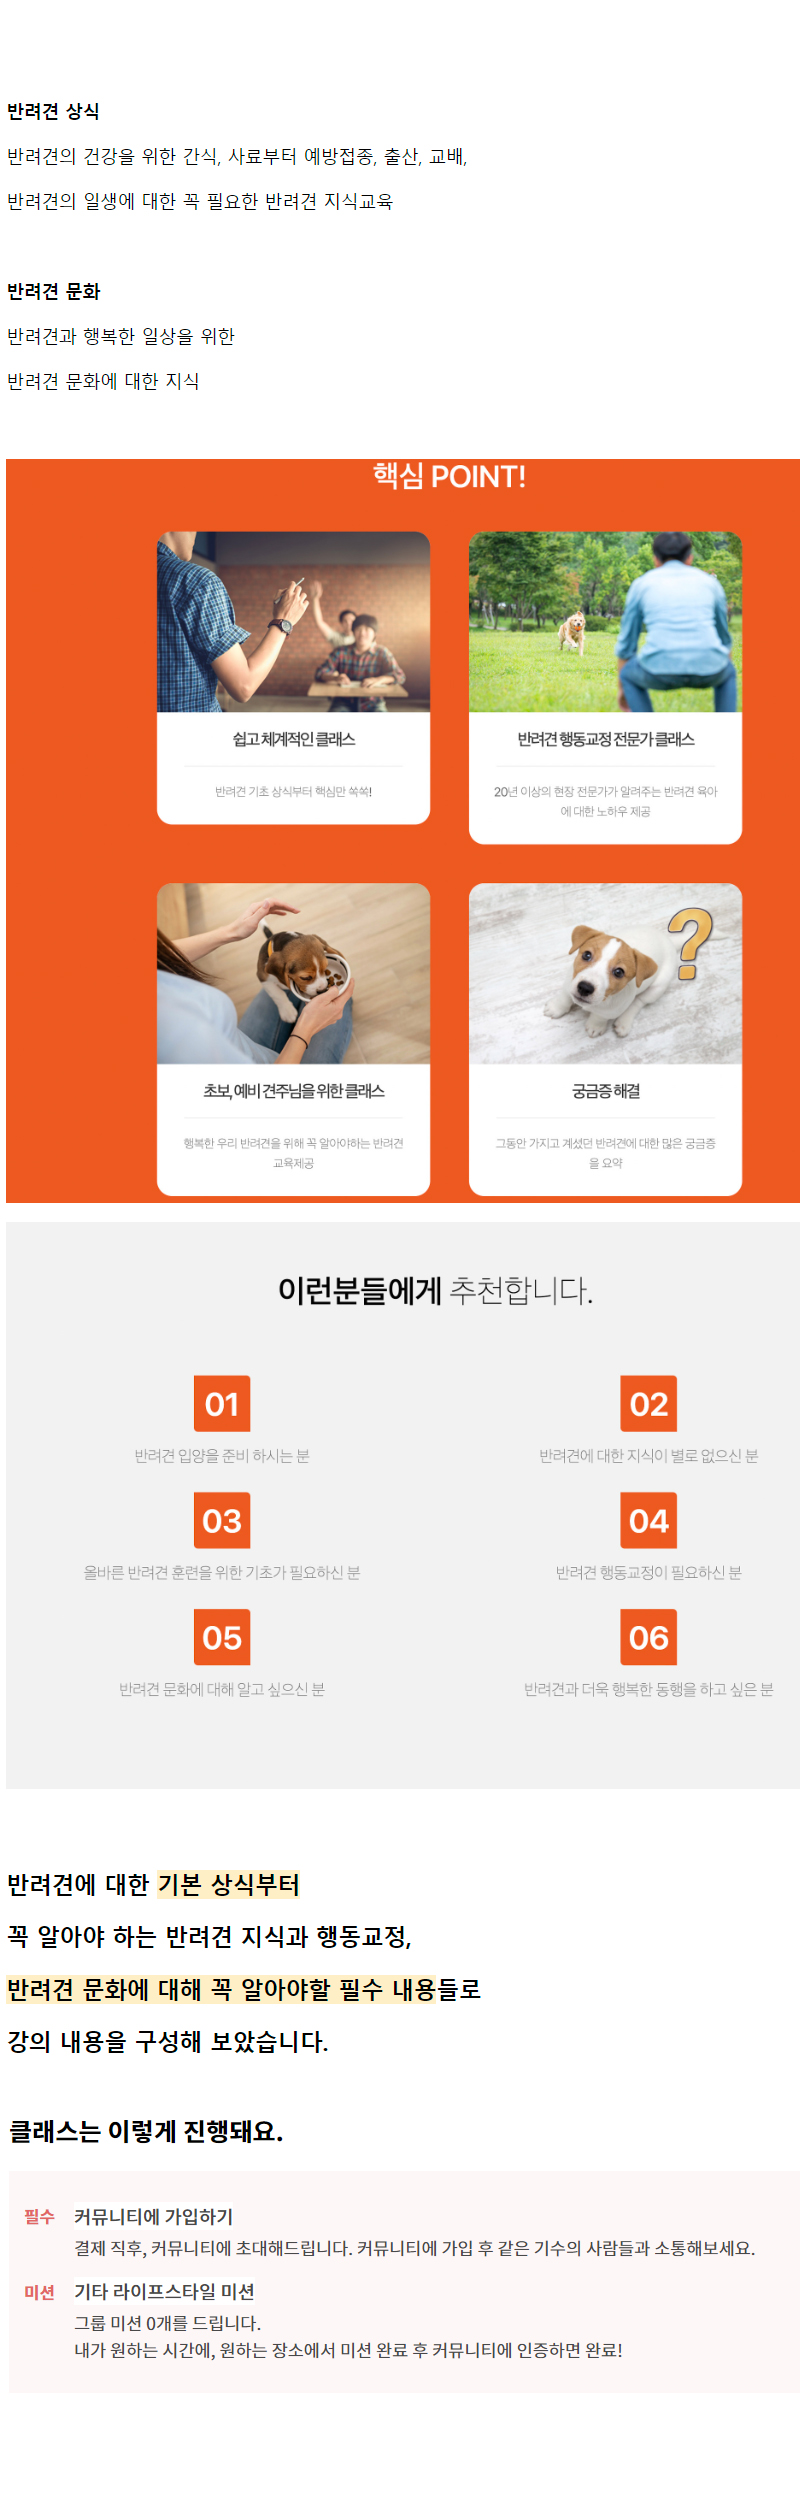 반려견 상식
반려견의 건강을 위한 간식, 사료부터 예방접종, 출산, 교배,
반려견의 일생에 대한 꼭 필요한 반려견 지식교육
반려견 문화
반려견과 행복한 일상을 위한
반려견 문화에 대한 지식
핵심 POINT!
쉽고 체계적인 클래스
반려견 기초 상식부터 핵심만 쏙쏙!
반려견 행동교정 전문가 클래스
20년 이상의 현장 전문가가 알려주는 반려견 육아
에 대한 노하우 제공
초보, 예비 견주님을 위한 클래스
행복한 우리 반려견을 위해 꼭 알아야하는 반려견
교육제공
?
궁금증 해결
그동안 가지고 계셨던 반려견에 대한 많은 궁금증
을 요약
이런분들에게 추천합니다.
01
반려견 입양을 준비 하시는 분
02
반려견에 대한 지식이 별로 없으신 분
03
올바른 반려견 훈련을 위한 기초가 필요하신 분
04
반려견 행동교정이 필요하신 분
05
반려견 문화에 대해 알고 싶으신 분
06
반려견과 더욱 행복한 동행을 하고 싶은 분
반려견에 대한 기본 상식부터
꼭 알아야 하는 반려견 지식과 행동교정,
반려견 문화에 대해 꼭 알아야할 필수 내용들로
강의 내용을 구성해 보았습니다.
클래스는 이렇게 진행돼요.
필수 커뮤니티에 가입하기
결제 직후, 커뮤니티에 초대해드립니다. 커뮤니티에 가입 후 같은 기수의 사람들과 소통해보세요.
미션 기타 라이프스타일 미션
그룹 미션 0개를 드립니다.
내가 원하는 시간에, 원하는 장소에서 미션 완료 후 커뮤니티에 인증하면 완료!